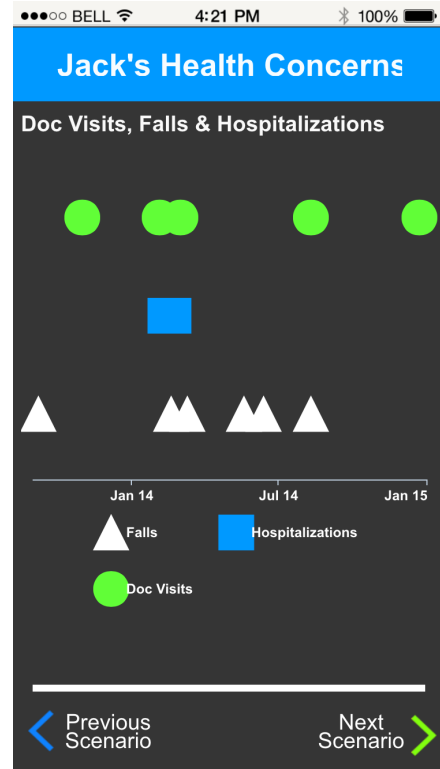 BELL 4:21 PM 100%
Jack's Health Concerns
Doc Visits, Falls & Hospitalizations
Jan 14 Jul 14 Jan 15
Falls Hospitalizations
Doc Visits
Previous Next
Scenario Scenario